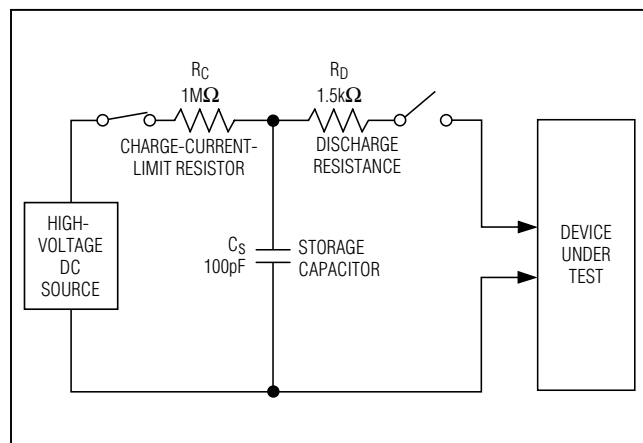 R_C
1MΩ
CHARGE-CURRENT-
LIMIT RESISTOR
R_D
1.5kΩ
DISCHARGE
RESISTANCE
HIGH-
VOLTAGE
DC
SOURCE
C_S
100pF
STORAGE
CAPACITOR
DEVICE
UNDER
TEST